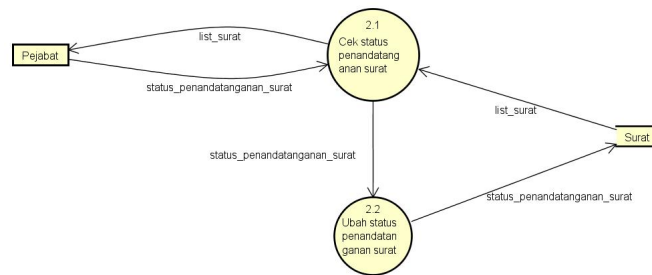 2.1
Cek status
penandatang
anan surat
list_surat
Pejabat
status_penandatanganan_surat
list_surat
Surat
status_penandatanganan_surat
status_penandatanganan_surat
2.2
Ubah status
penandatan
ganan surat